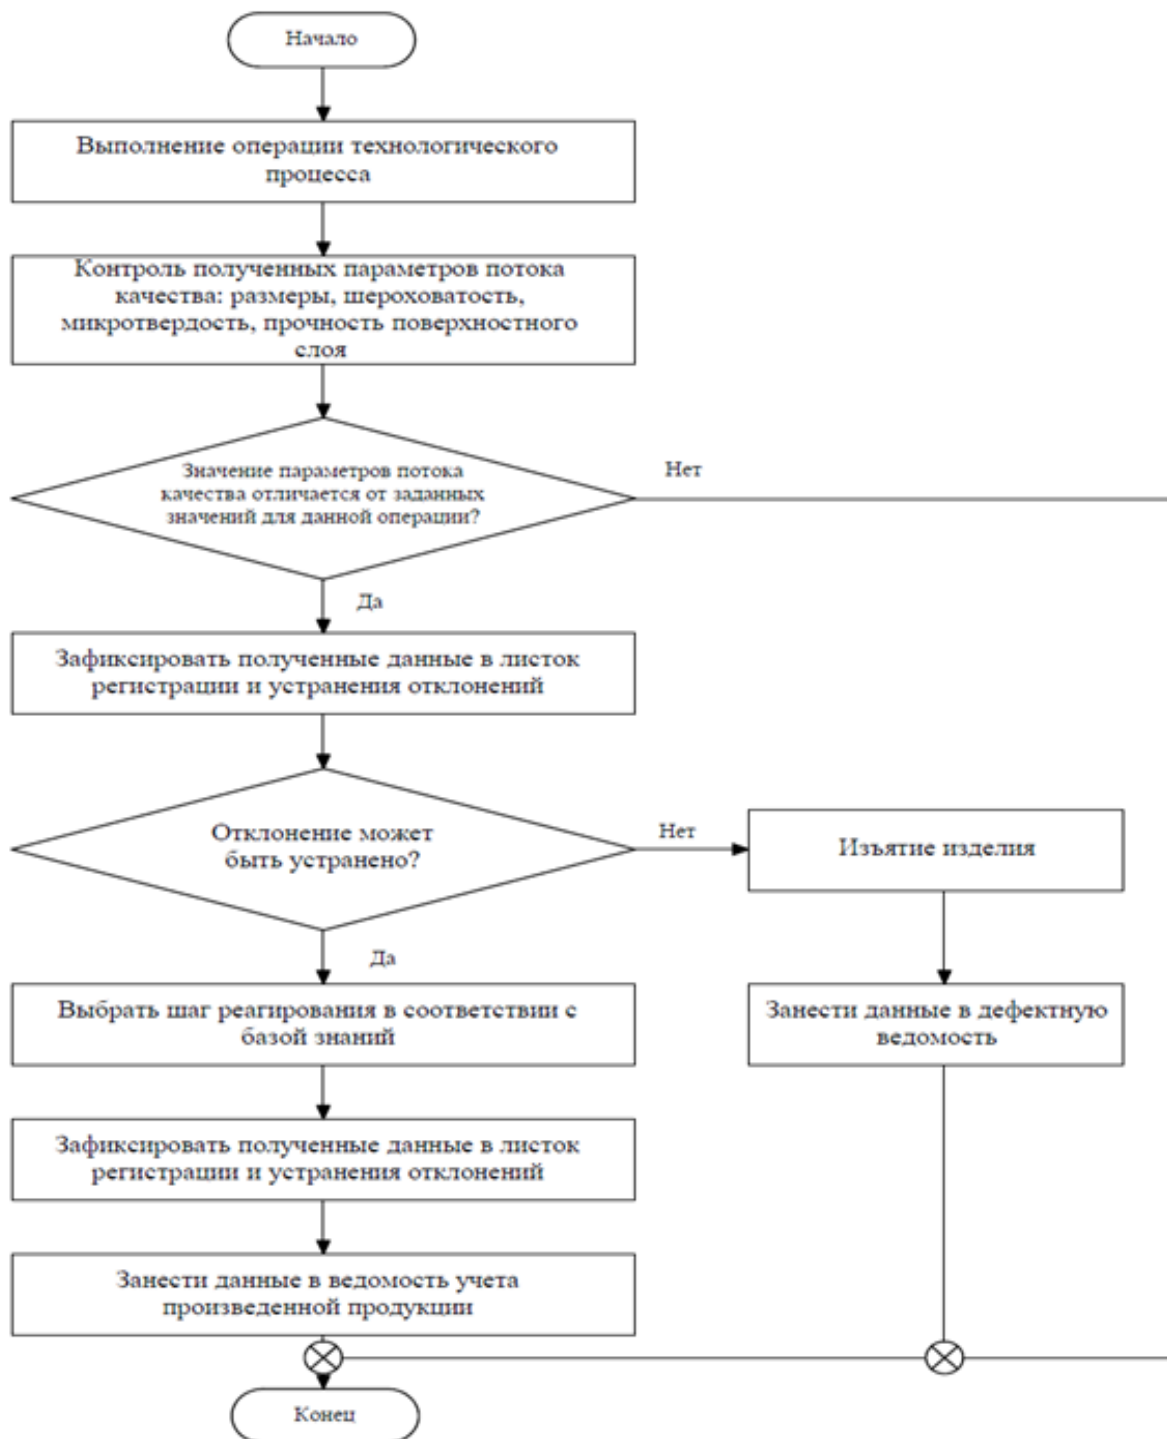 Начало
Выполнение операции технологического
процесса
Контроль полученных параметров потока
качества: размеры, шероховатость,
микротвердость, прочность поверхностного
слоя
Значение параметров потока
качества отличается от заданных
значений для данной операции?
Нет
Да
Зафиксировать полученные данные в листок
регистрации и устранения отклонений
Отклонение может
быть устранено?
Нет
Изъятие изделия
Да
Выбрать шаг реагирования в соответствии с
базой знаний
Занести данные в дефектную
ведомость
Зафиксировать полученные данные в листок
регистрации и устранения отклонений
Занести данные в ведомость учета
произведенной продукции
Конец